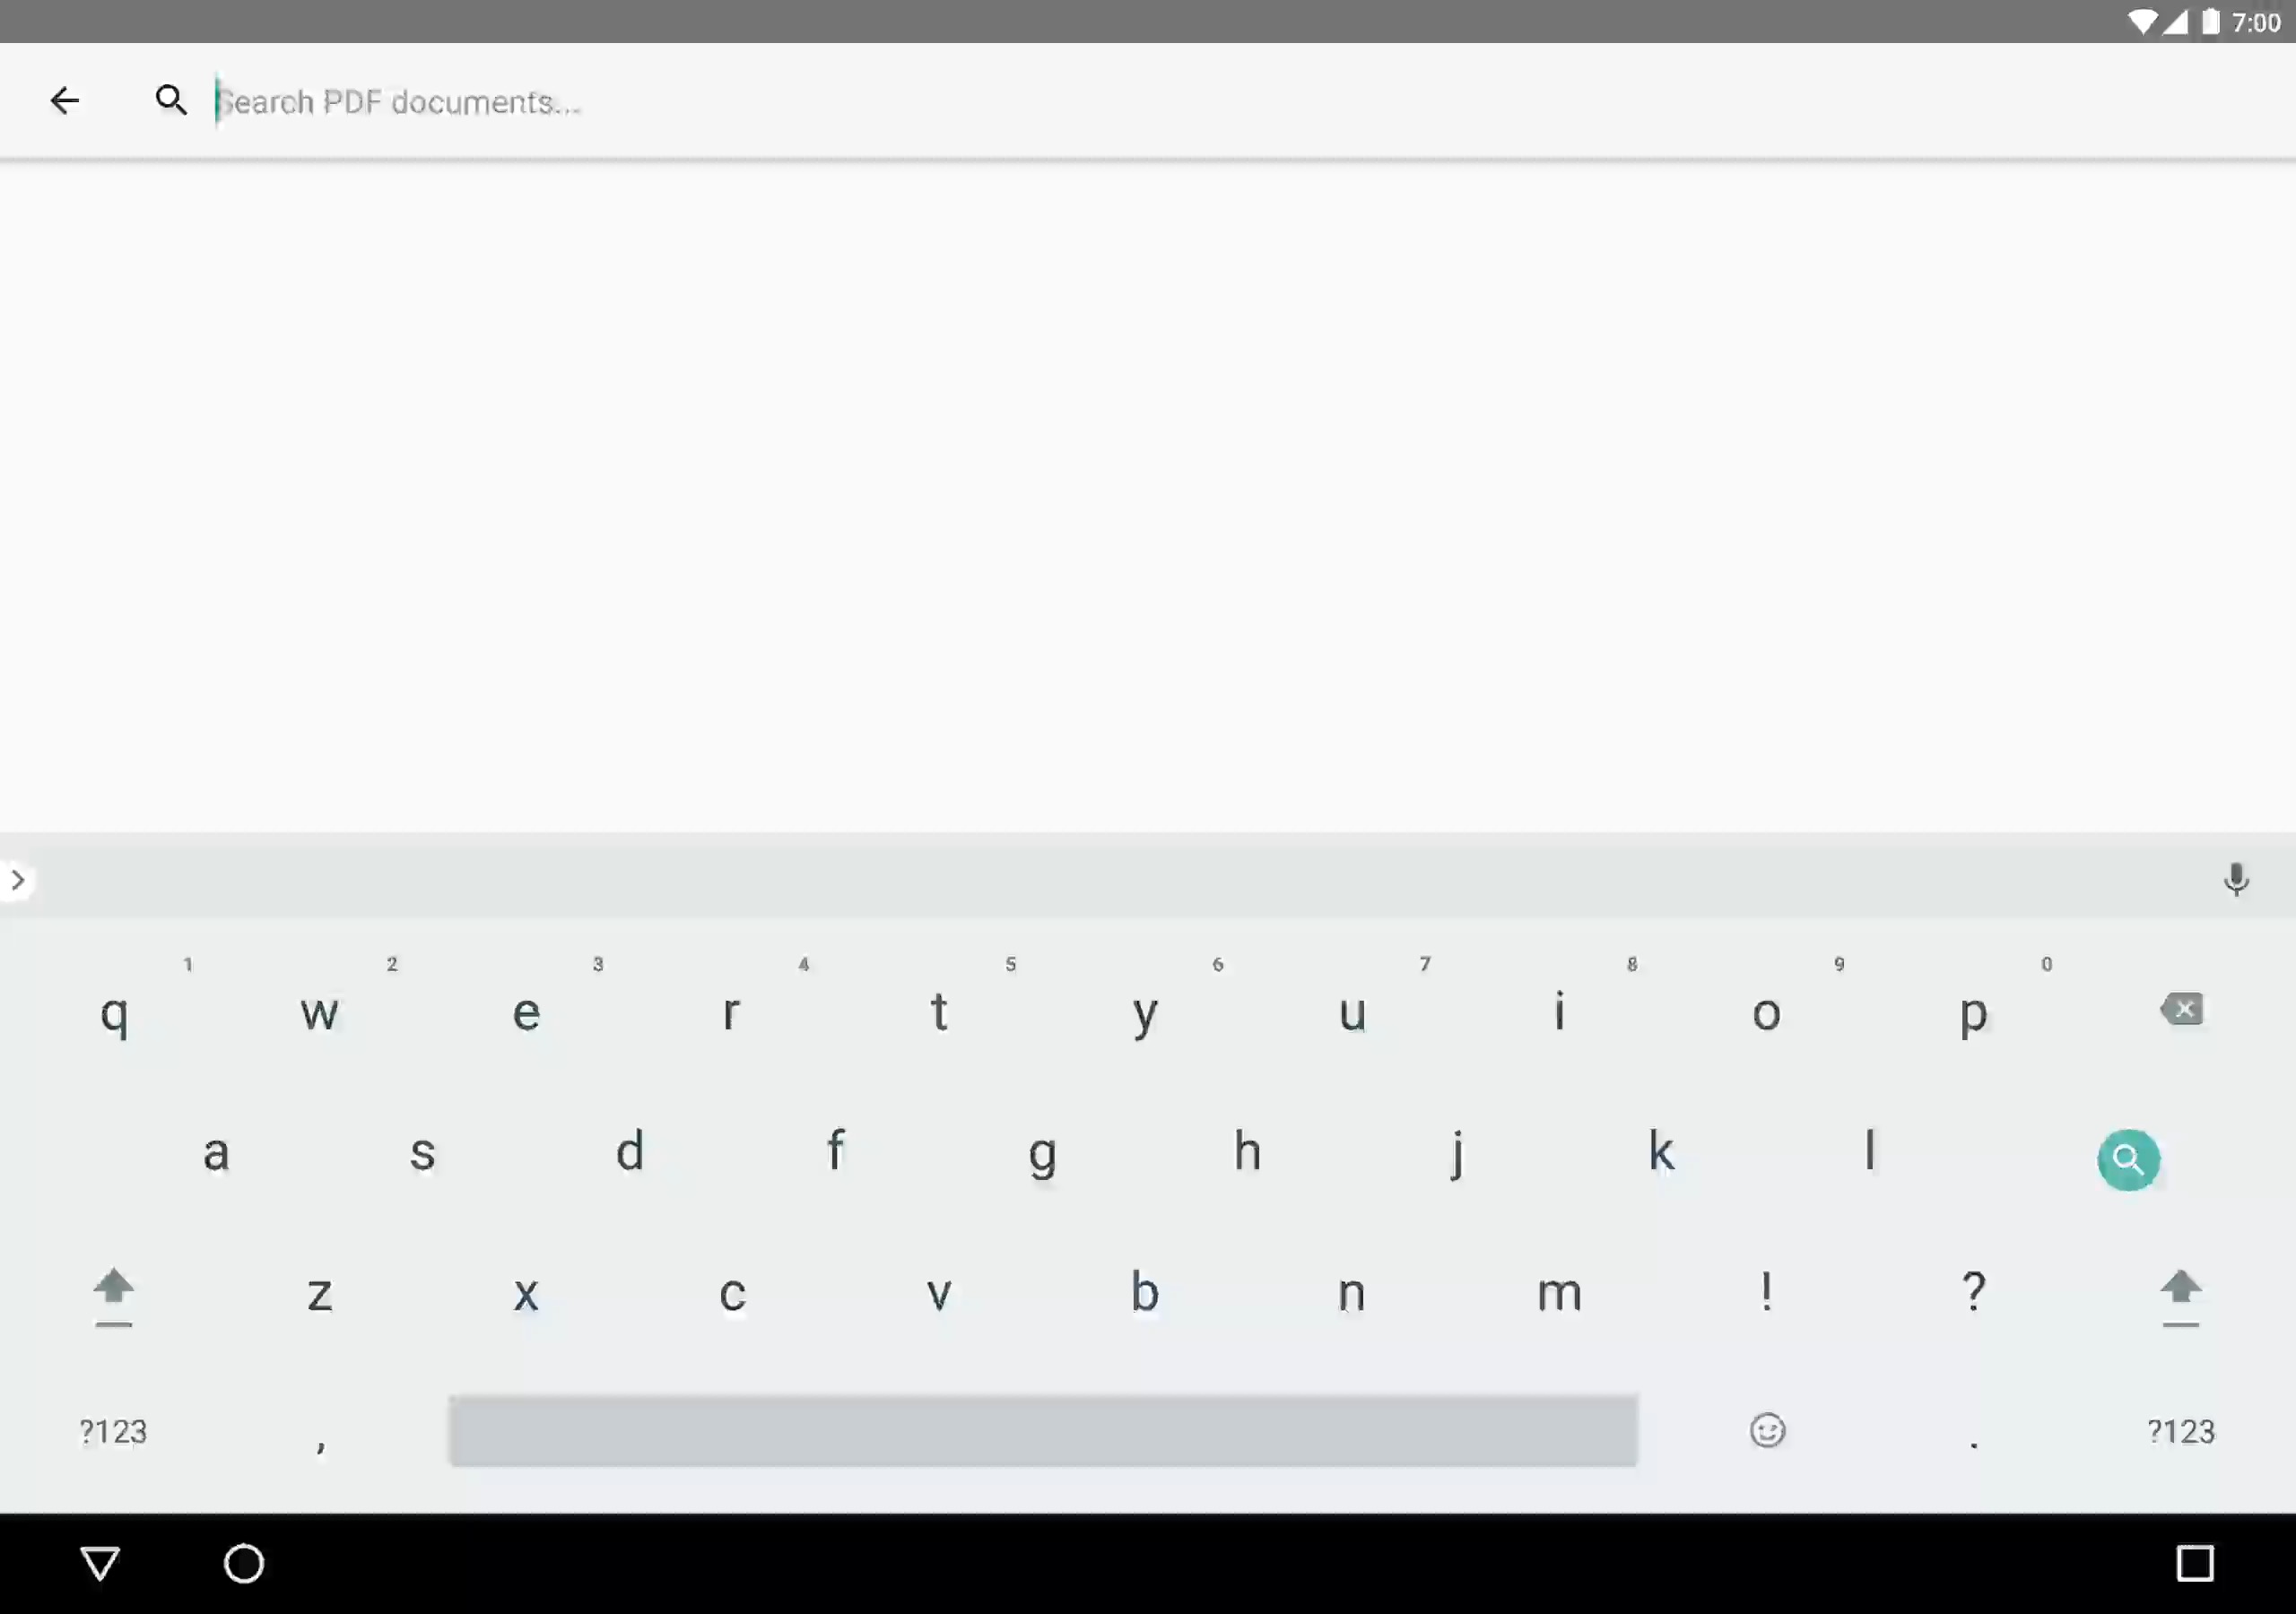 7:00
Search PDF documents...
1 2 3 4 5 6 7 8 9 0
q w e r t y u i o p
a s d f g h j k l
z x c v b n m ! ?
?123 , . ?123